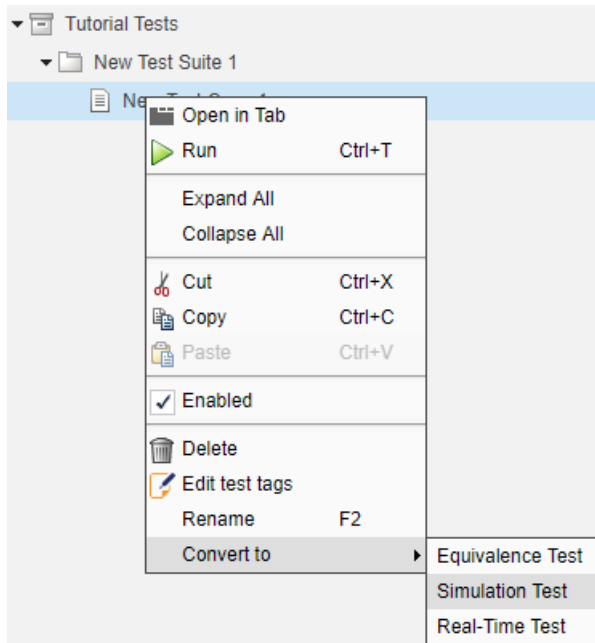 Tutorial Tests
New Test Suite 1
Open in Tab
Run Ctrl+T
Expand All
Collapse All
Cut Ctrl+X
Copy Ctrl+C
Paste Ctrl+V
Enabled
Delete
Edit test tags
Rename F2
Convert to
Equivalence Test
Simulation Test
Real-Time Test